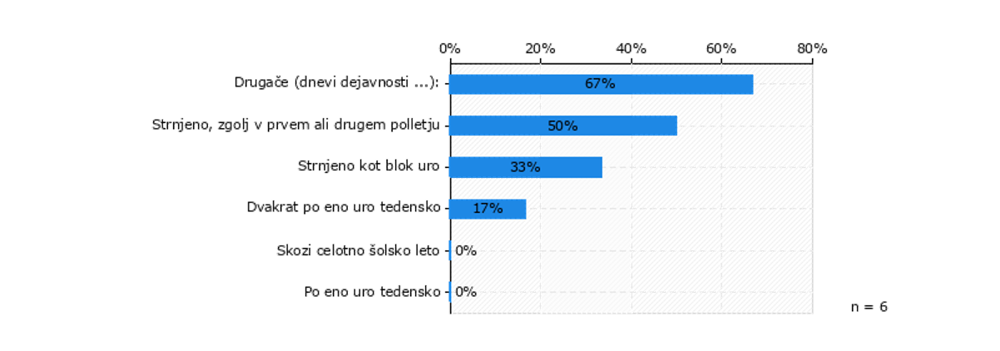 0% 20% 40% 60% 80%
Drugače (dnevi dejavnosti ...): 67%
Strnjeno, zgolj v prvem ali drugem polletju 50%
Strnjeno kot blok uro 33%
Dvakrat po eno uro tedensko 17%
Skozi celotno šolsko leto 0%
Po eno uro tedensko 0%
n = 6